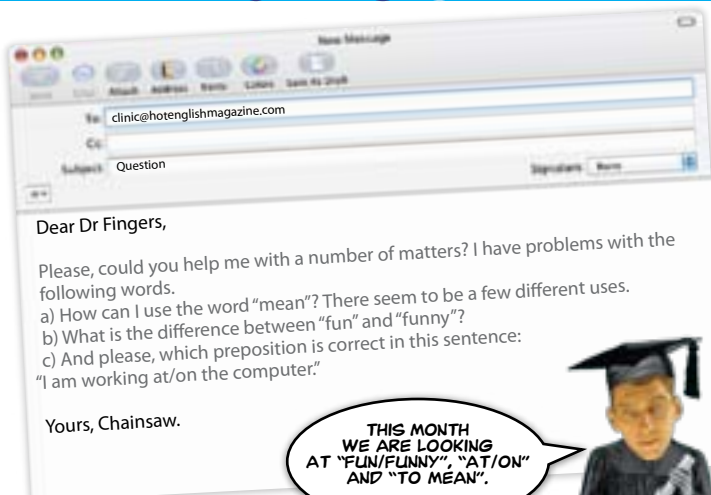 New Message
Attach Address Fonts Colors Save As Draft
To: clinic@hotenglishmagazine.com
Cc:
Subject: Question
Signature: None
Dear Dr Fingers,
Please, could you help me with a number of matters? I have problems with the
following words.
a) How can I use the word “mean”? There seem to be a few different uses.
b) What is the difference between “fun” and “funny”?
c) And please, which preposition is correct in this sentence:
“I am working at/on the computer.”
Yours, Chainsaw.
THIS MONTH
WE ARE LOOKING
AT “FUN/FUNNY”, “AT/ON”
AND “TO MEAN”.